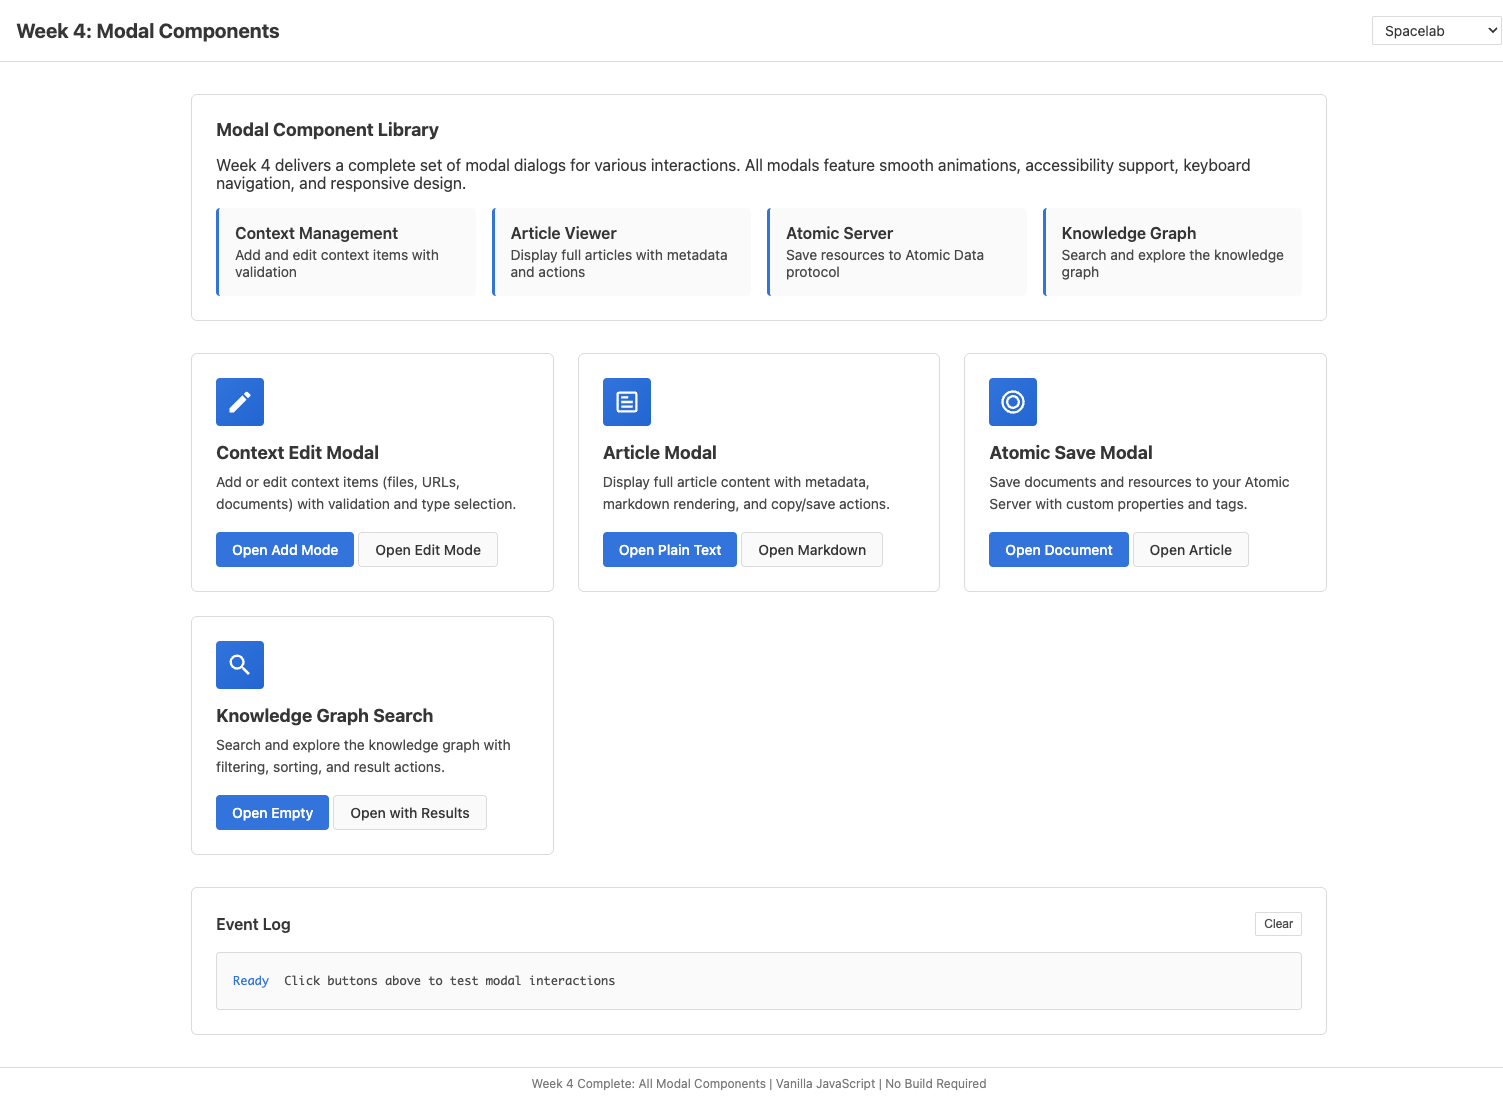 Week 4: Modal Components
Spacelab
Modal Component Library
Week 4 delivers a complete set of modal dialogs for various interactions. All modals feature smooth animations, accessibility support, keyboard
navigation, and responsive design.
Context Management
Add and edit context items with
validation
Article Viewer
Display full articles with metadata
and actions
Atomic Server
Save resources to Atomic Data
protocol
Knowledge Graph
Search and explore the knowledge
graph
Context Edit Modal
Add or edit context items (files, URLs,
documents) with validation and type selection.
Open Add Mode
Open Edit Mode
Article Modal
Display full article content with metadata,
markdown rendering, and copy/save actions.
Open Plain Text
Open Markdown
Atomic Save Modal
Save documents and resources to your Atomic
Server with custom properties and tags.
Open Document
Open Article
Knowledge Graph Search
Search and explore the knowledge graph with
filtering, sorting, and result actions.
Open Empty
Open with Results
Event Log
Clear
Ready Click buttons above to test modal interactions
Week 4 Complete: All Modal Components | Vanilla JavaScript | No Build Required